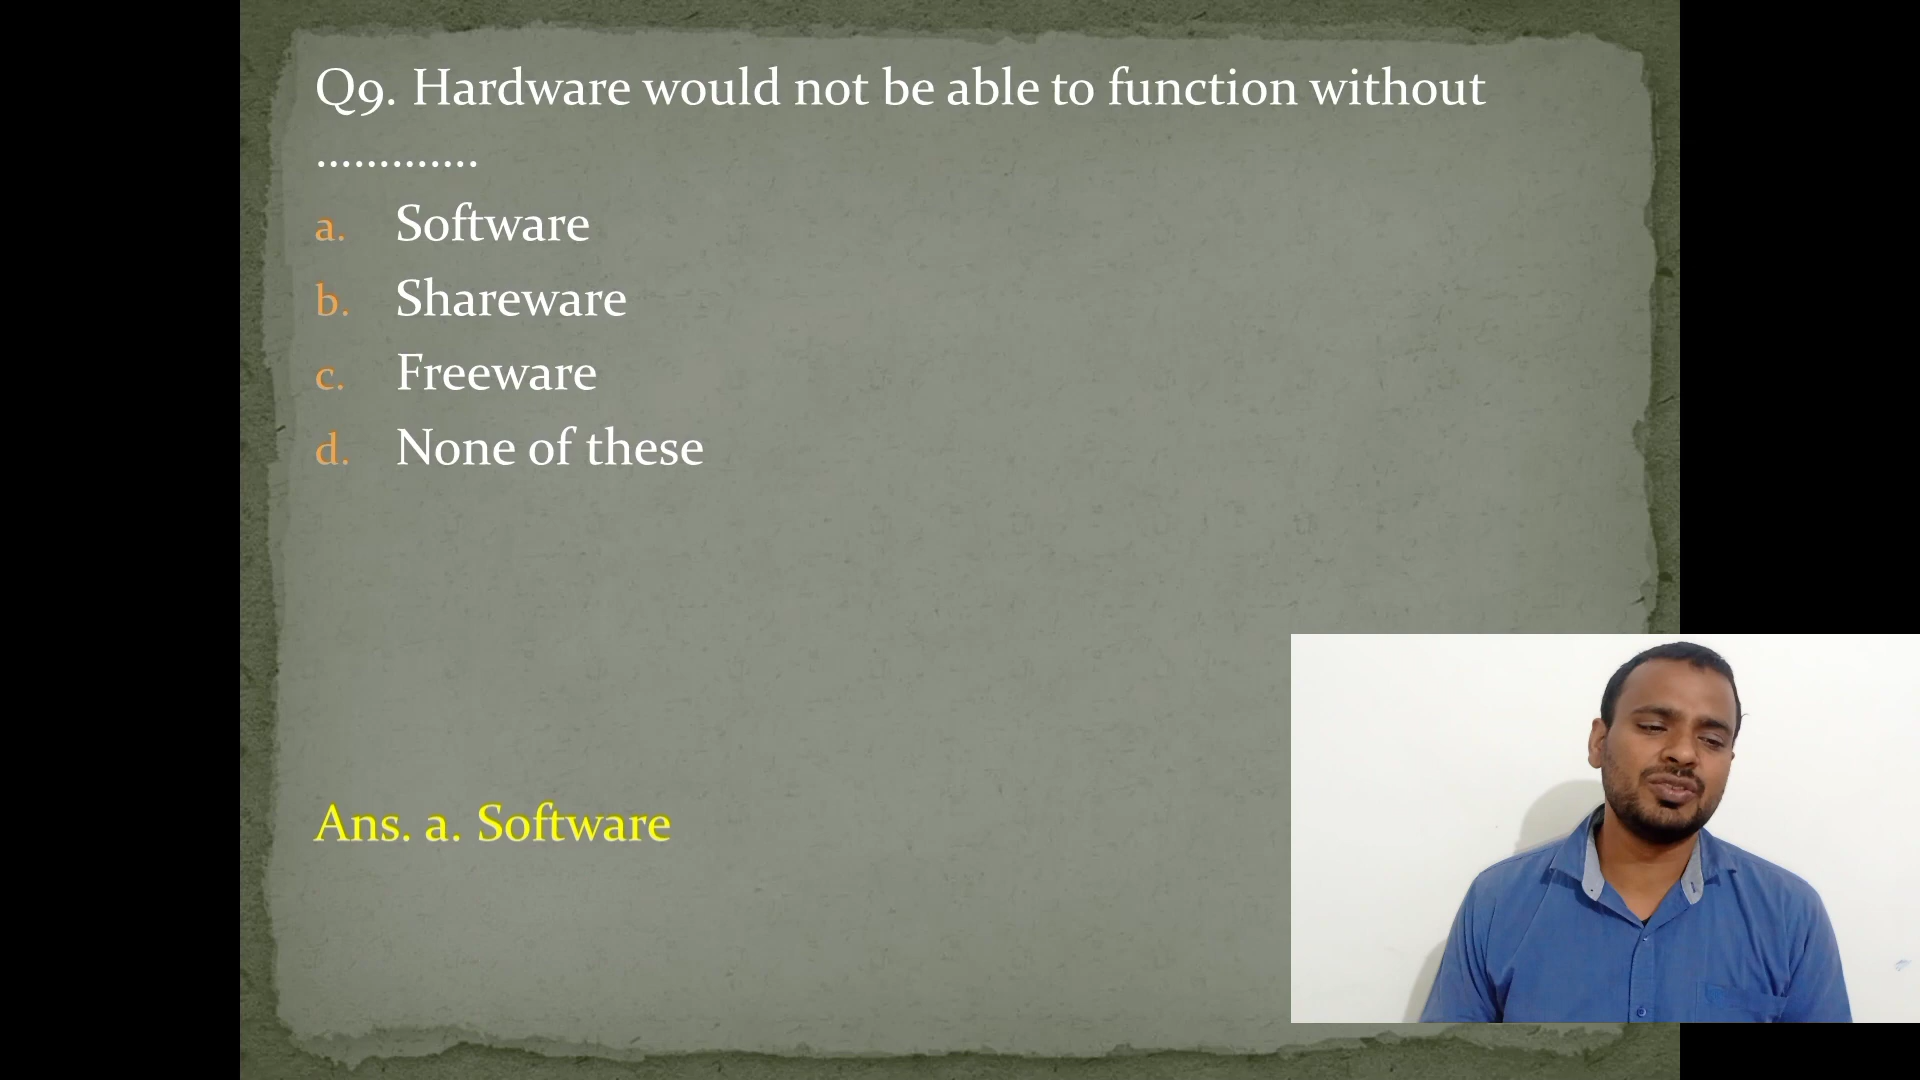 Q9. Hardware would not be able to function without
.............
a. Software
b. Shareware
c. Freeware
d. None of these
Ans. a. Software